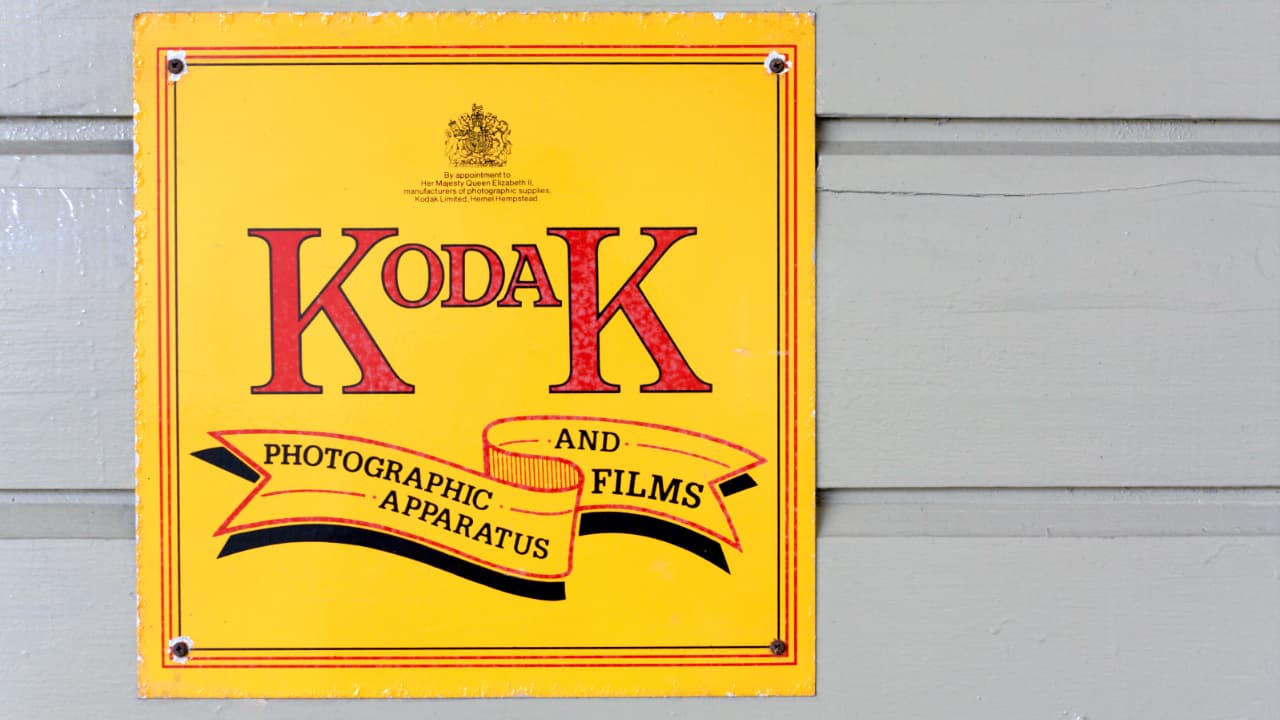 By appointment to
Her Majesty Queen Elizabeth II,
manufacturers of photographic supplies.
Kodak Limited, Hemel Hempstead
KODAK
PHOTOGRAPHIC
APPARATUS
AND
FILMS